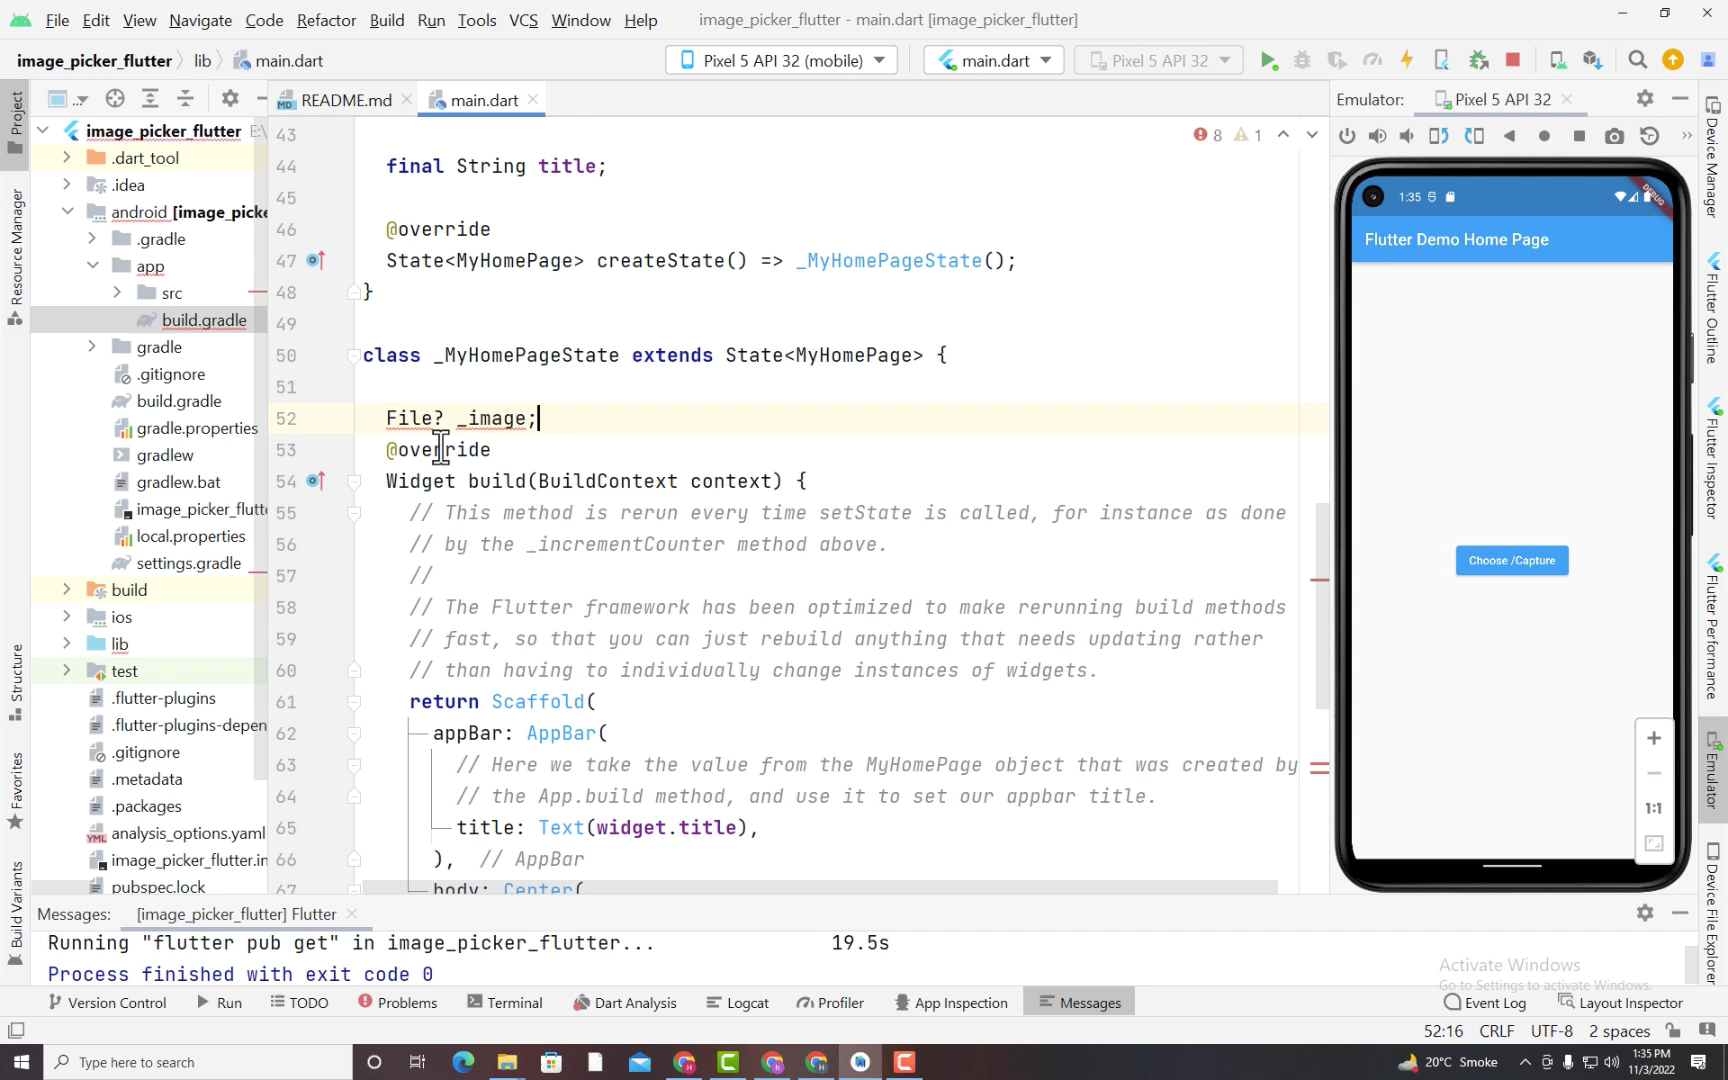 File Edit View Navigate Code Refactor Build Run Tools VCS Window Help image_picker_flutter - main.dart [image_picker_flutter]
image_picker_flutter lib main.dart Pixel 5 API 32 (mobile) main.dart Pixel 5 API 32
README.md main.dart Emulator: Pixel 5 API 32
Project
Resource Manager
Structure
Favorites
Build Variants
image_picker_flutter E:\
.dart_tool
.idea
android [image_picke
.gradle
app
src
build.gradle
gradle
.gitignore
build.gradle
gradle.properties
gradlew
gradlew.bat
image_picker_flutte
local.properties
settings.gradle
build
ios
lib
test
.flutter-plugins
.flutter-plugins-depen
.gitignore
.metadata
.packages
analysis_options.yaml
image_picker_flutter.in
pubspec.lock
8 1
43
44 final String title;
45
46 @override
47 State<MyHomePage> createState() => _MyHomePageState();
48 }
49
50 class _MyHomePageState extends State<MyHomePage> {
51
52 File? _image;
53 @override
54 Widget build(BuildContext context) {
55 // This method is rerun every time setState is called, for instance as done
56 // by the _incrementCounter method above.
57 //
58 // The Flutter framework has been optimized to make rerunning build methods
59 // fast, so that you can just rebuild anything that needs updating rather
60 // than having to individually change instances of widgets.
61 return Scaffold(
62 appBar: AppBar(
63 // Here we take the value from the MyHomePage object that was created by
64 // the App.build method, and use it to set our appbar title.
65 title: Text(widget.title),
66 ), // AppBar
67 body: Center(
1:35
DEBUG
Flutter Demo Home Page
Choose /Capture
1:1
Device Manager
Flutter Outline
Flutter Inspector
Flutter Performance
Emulator
Device File Explorer
Messages: [image_picker_flutter] Flutter
Running "flutter pub get" in image_picker_flutter... 19.5s
Process finished with exit code 0
Activate Windows
Go to Settings to activate Windows.
Version Control Run TODO Problems Terminal Dart Analysis Logcat Profiler App Inspection Messages Event Log Layout Inspector
52:16 CRLF UTF-8 2 spaces
Type here to search 20°C Smoke 1:35 PM
11/3/2022